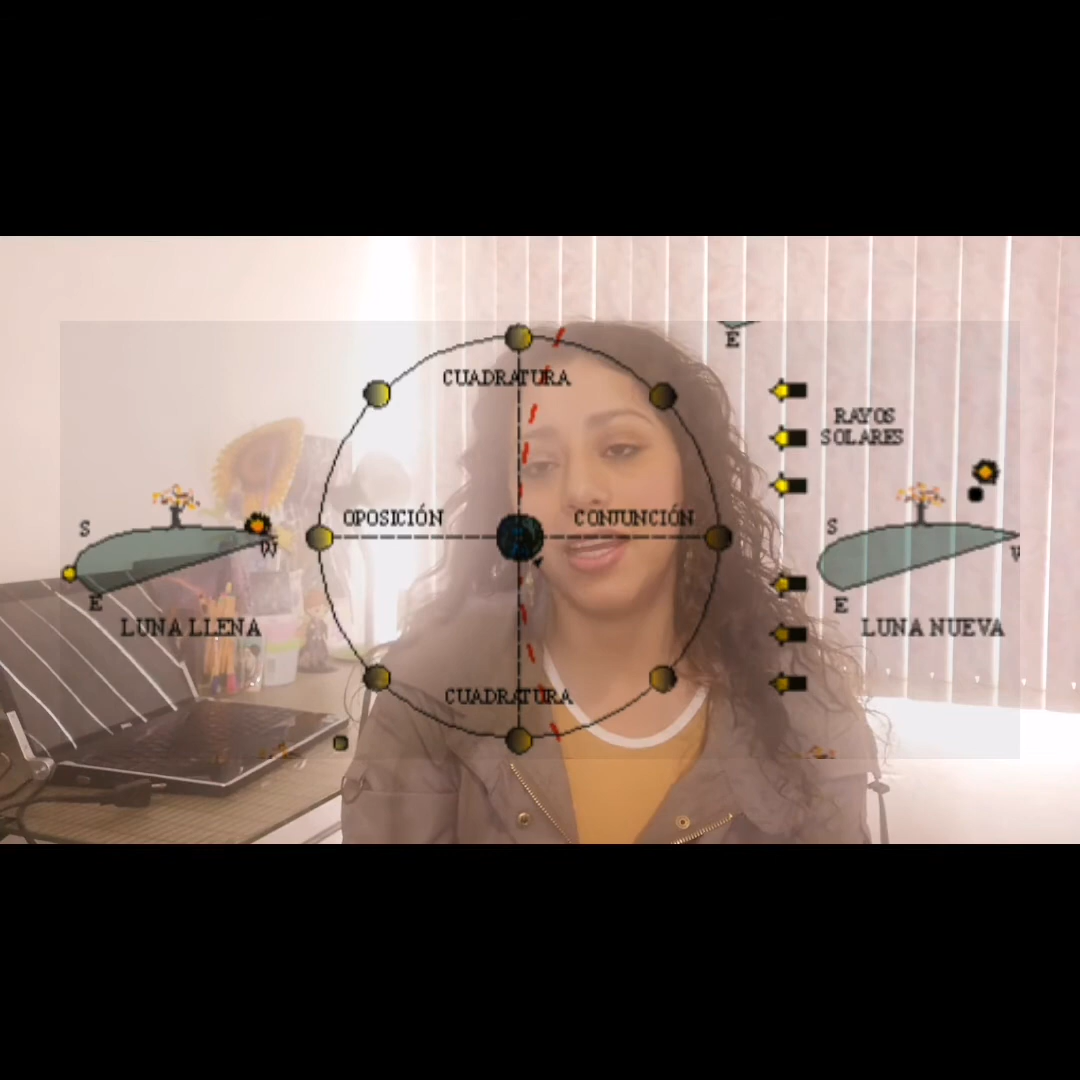 E
CUADRATURA
RAYOS
SOLARES
OPOSICIÓN
CONJUNCIÓN
S
W
E
LUNA LLENA
S
E
LUNA NUEVA
CUADRATURA